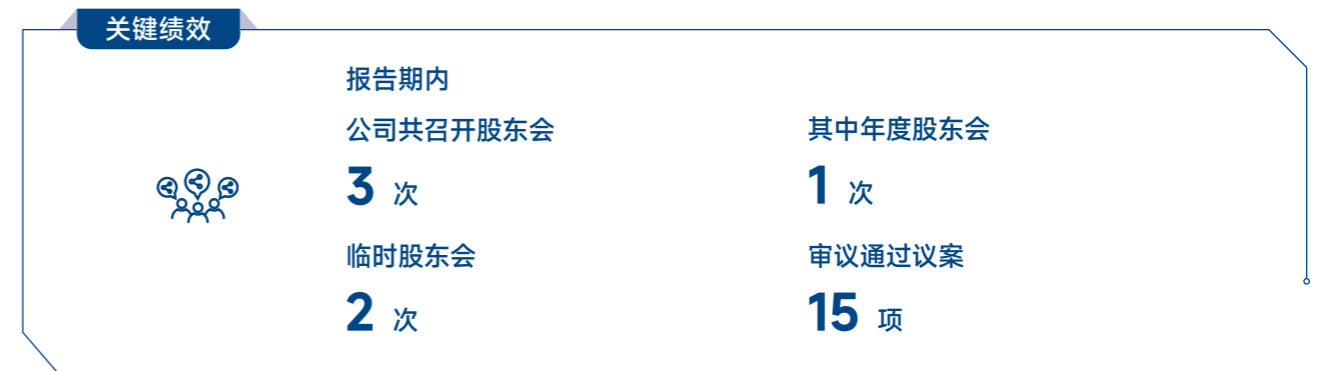 关键绩效
报告期内
公司共召开股东会
3 次
其中年度股东会
1 次
临时股东会
2 次
审议通过议案
15 项